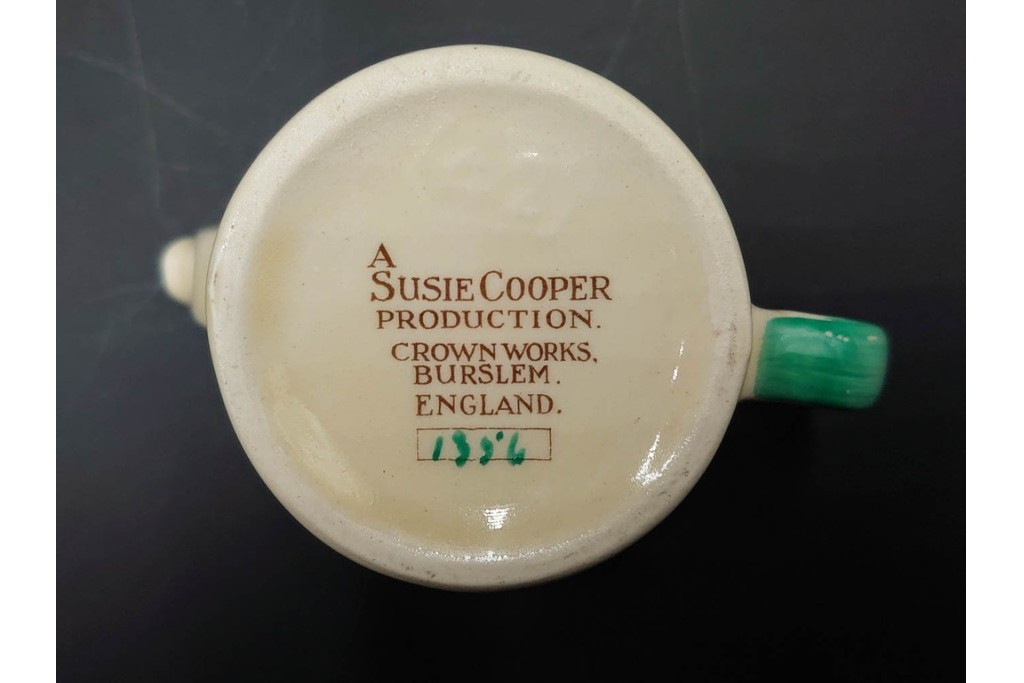 A
SUSIE COOPER
PRODUCTION.
CROWN WORKS,
BURSLEM.
ENGLAND.
1356